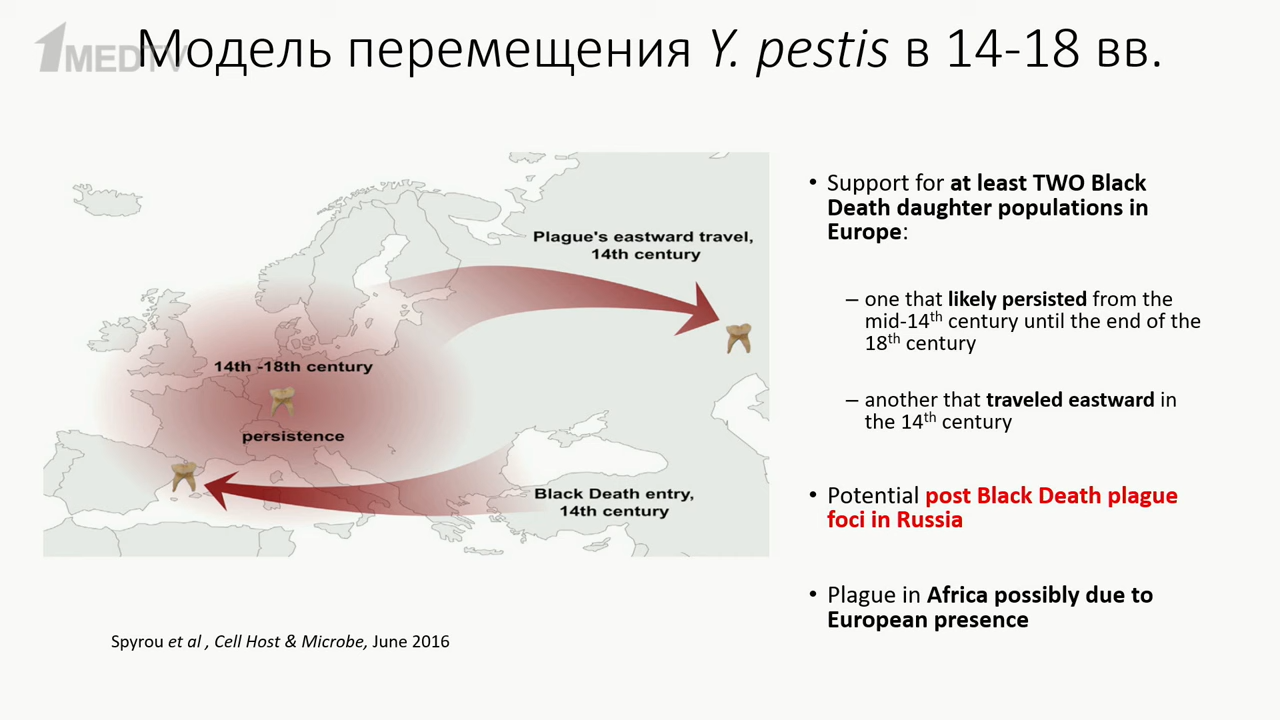 1MEDTV
Модель перемещения Y. pestis в 14-18 вв.
Plague's eastward travel,
14th century
14th -18th century
persistence
Black Death entry,
14th century
Spyrou et al , Cell Host & Microbe, June 2016
• Support for at least TWO Black
Death daughter populations in
Europe:
– one that likely persisted from the
mid-14th century until the end of the
18th century
– another that traveled eastward in
the 14th century
• Potential post Black Death plague
foci in Russia
• Plague in Africa possibly due to
European presence